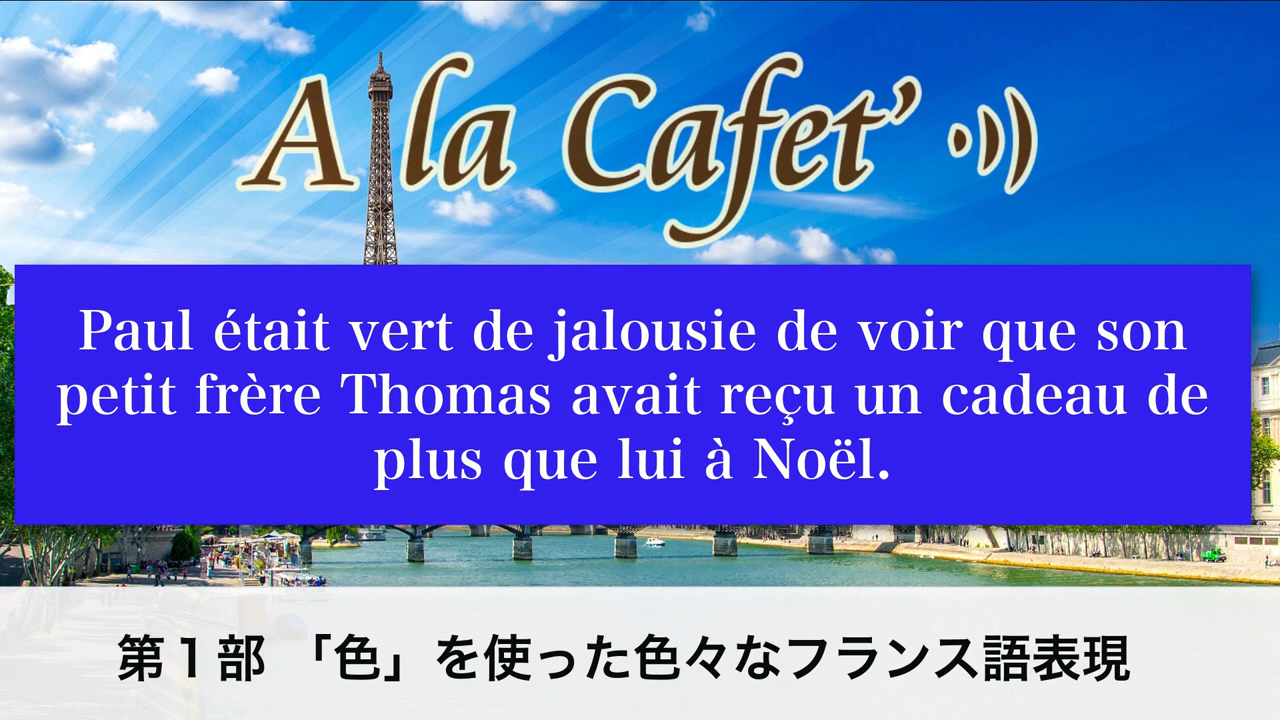 A la Cafet’
Paul était vert de jalousie de voir que son
petit frère Thomas avait reçu un cadeau de
plus que lui à Noël.
第１部 「色」を使った色々なフランス語表現